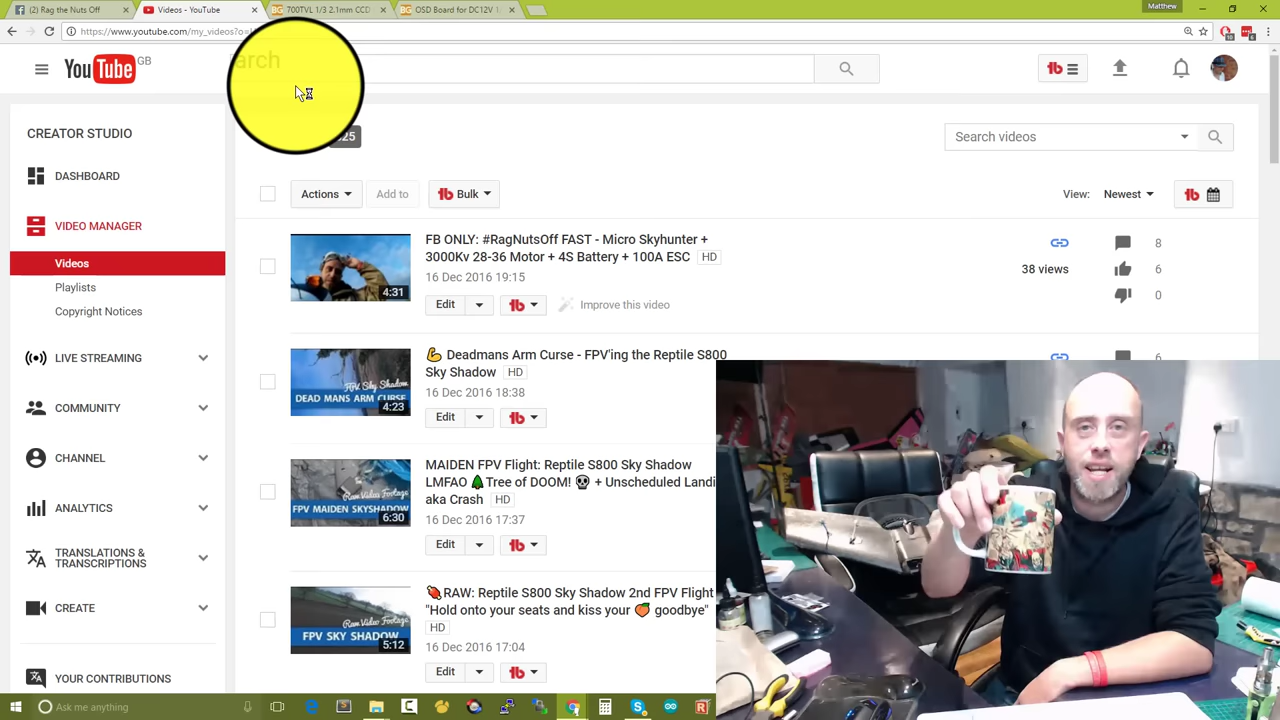 (2) Rag the Nuts Off
Videos - YouTube
700TVL 1/3 2.1mm CCD
OSD Board for DC12V 1
Matthew
https://www.youtube.com/my_videos?o=
YouTube GB
arch
CREATOR STUDIO
25
Search videos
DASHBOARD
Actions
Add to
Bulk
View:
Newest
VIDEO MANAGER
Videos
Playlists
Copyright Notices
FB ONLY: #RagNutsOff FAST - Micro Skyhunter +
3000Kv 28-36 Motor + 4S Battery + 100A ESC HD
16 Dec 2016 19:15
4:31
Edit
Improve this video
8
38 views
6
0
LIVE STREAMING
COMMUNITY
CHANNEL
ANALYTICS
TRANSLATIONS &
TRANSCRIPTIONS
CREATE
YOUR CONTRIBUTIONS
💪 Deadmans Arm Curse - FPV'ing the Reptile S800
Sky Shadow HD
16 Dec 2016 18:38
FPV Sky Shadow
DEAD MANS ARM CURSE
4:23
Edit
6
MAIDEN FPV Flight: Reptile S800 Sky Shadow
LMFAO 🌲Tree of DOOM! 💀 + Unscheduled Landi
aka Crash HD
16 Dec 2016 17:37
Raw Video Footage
FPV MAIDEN SKYSHADOW
6:30
Edit
RAW: Reptile S800 Sky Shadow 2nd FPV Flight
"Hold onto your seats and kiss your 🍑 goodbye"
HD
16 Dec 2016 17:04
Raw Video Footage
FPV SKY SHADOW
5:12
Edit
Ask me anything